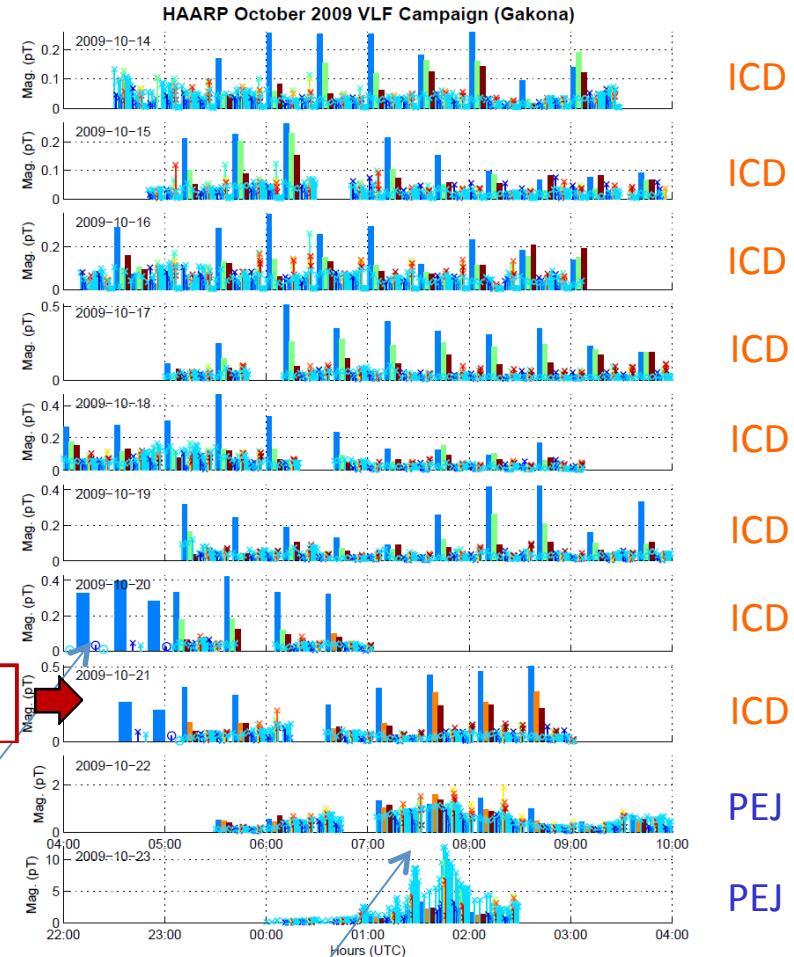 HAARP October 2009 VLF Campaign (Gakona)
2009-10-14
Mag. (pT)
0.2
0.1
0
ICD
2009-10-15
Mag. (pT)
0.2
0.1
0
ICD
2009-10-16
Mag. (pT)
0.2
0
ICD
2009-10-17
Mag. (pT)
0.5
0
ICD
2009-10-18
Mag. (pT)
0.4
0.2
0
ICD
2009-10-19
Mag. (pT)
0.4
0.2
0
ICD
2009-10-20
Mag. (pT)
0.4
0.2
0
ICD
2009-10-21
Mag. (pT)
0.5
0
ICD
2009-10-22
Mag. (pT)
2
0
PEJ
04:00 05:00 06:00 07:00 08:00 09:00 10:00
2009-10-23
Mag. (pT)
10
5
0
PEJ
22:00 23:00 00:00 01:00 02:00 03:00 04:00
Hours (UTC)